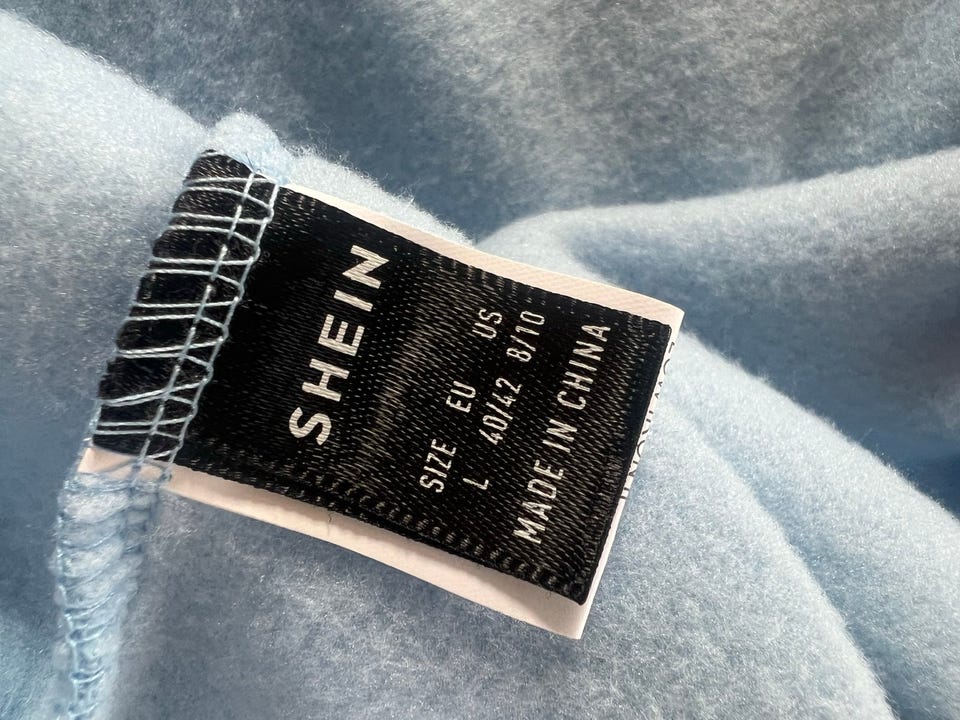 SHEIN
SIZE EU US
L 40/42 8/10
MADE IN CHINA